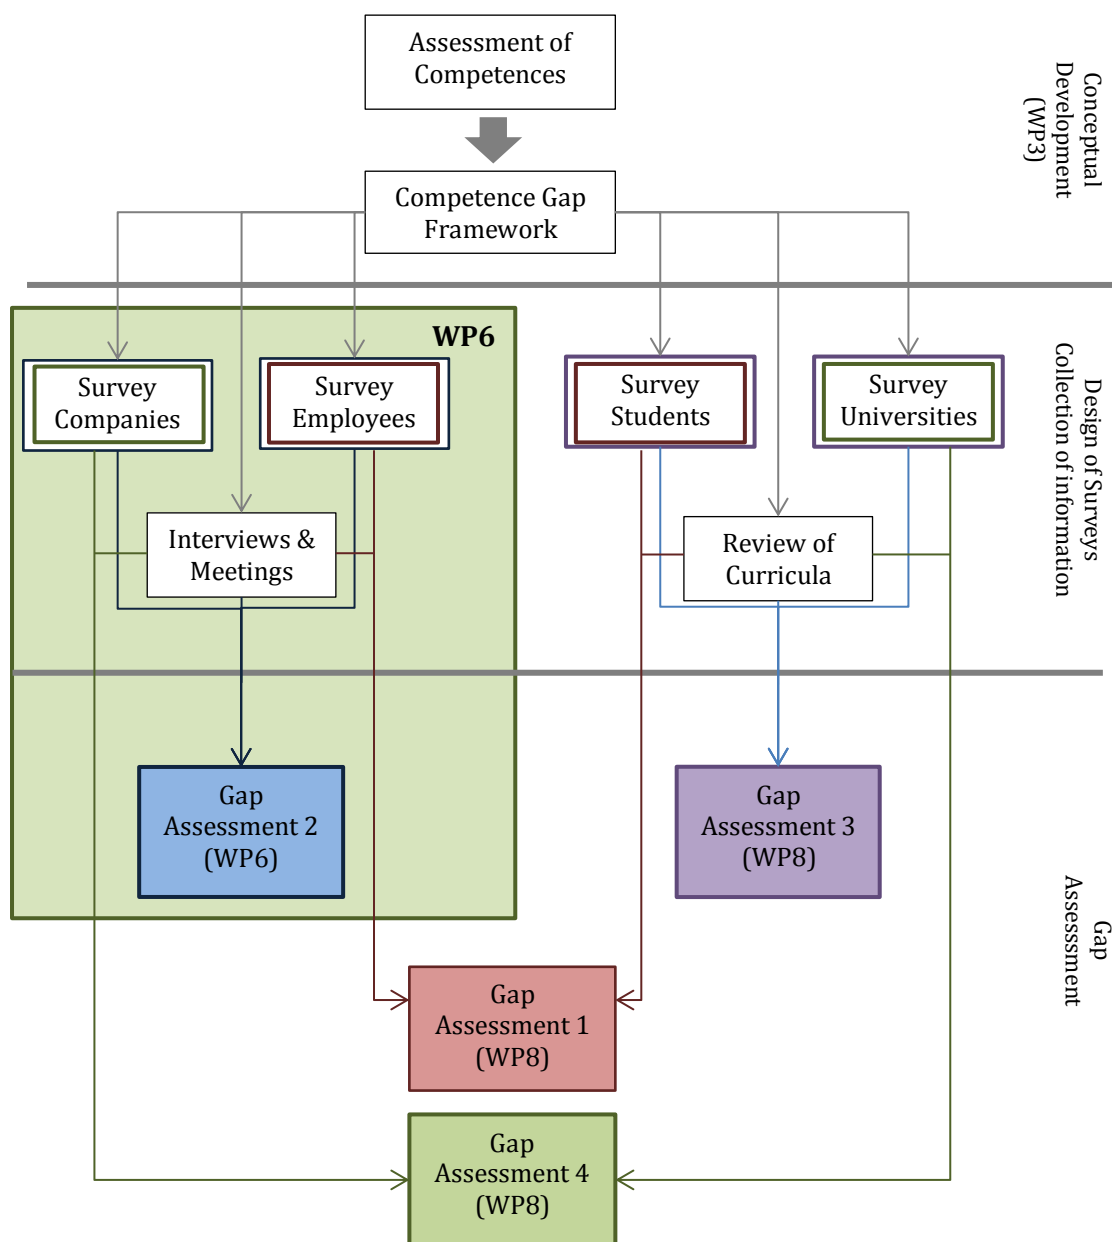 Assessment of
Competences
Conceptual
Development
(WP3)
Competence Gap
Framework
WP6
Survey
Companies
Survey
Employees
Survey
Students
Survey
Universities
Design of Surveys
Collection of information
Interviews &
Meetings
Review of
Curricula
Gap
Assessment 2
(WP6)
Gap
Assessment 3
(WP8)
Gap
Assesssment
Gap
Assessment 1
(WP8)
Gap
Assessment 4
(WP8)